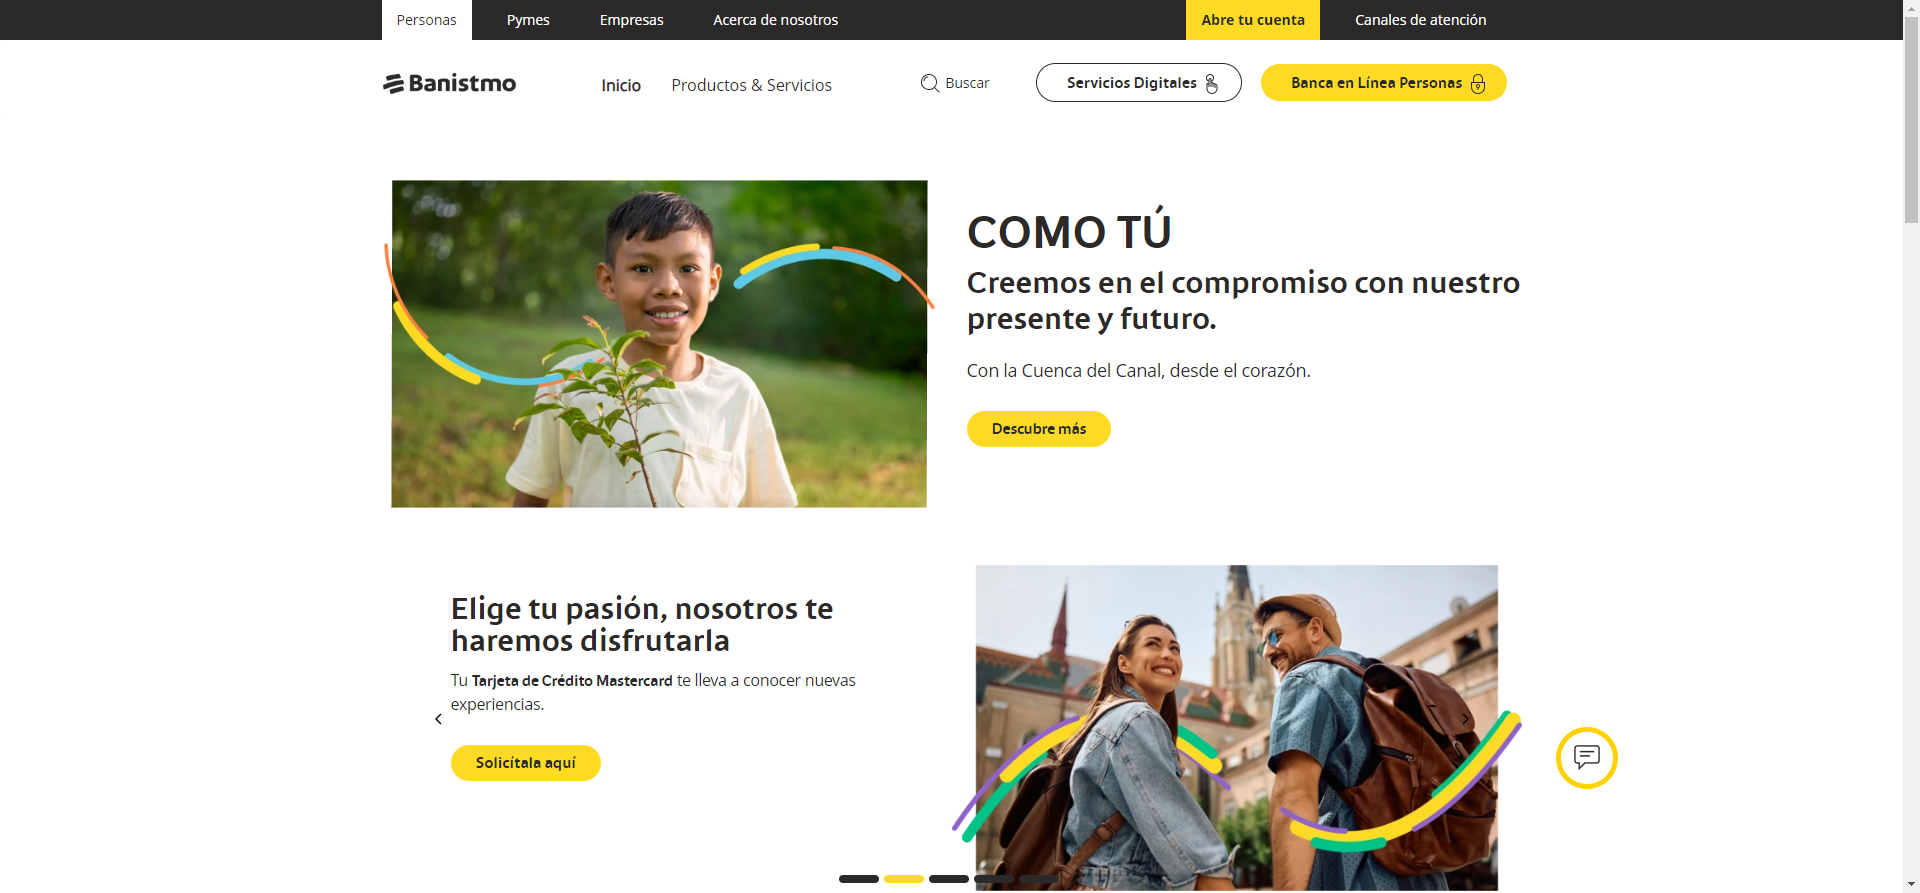 Personas
Pymes
Empresas
Acerca de nosotros
Abre tu cuenta
Canales de atención
Banistmo
Inicio
Productos & Servicios
Buscar
Servicios Digitales
Banca en Línea Personas
COMO TÚ
Creemos en el compromiso con nuestro
presente y futuro.
Con la Cuenca del Canal, desde el corazón.
Descubre más
Elige tu pasión, nosotros te
haremos disfrutarla
Tu Tarjeta de Crédito Mastercard te lleva a conocer nuevas
experiencias.
Solicítala aquí